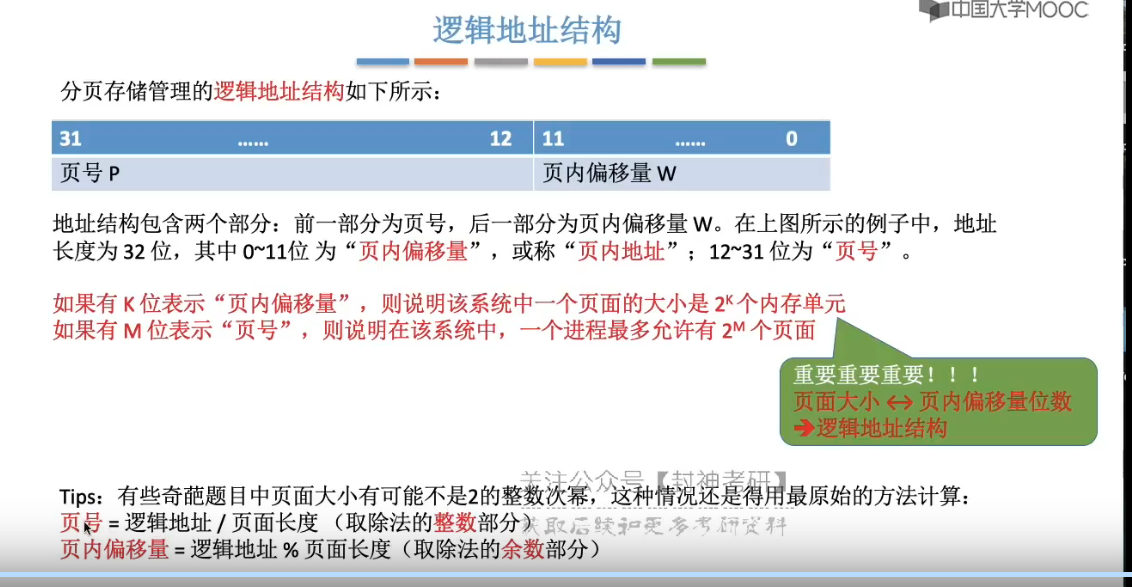 中国大学MOOC
逻辑地址结构
分页存储管理的逻辑地址结构如下所示：
31 …… 12 11 …… 0
页号 P 页内偏移量 W
地址结构包含两个部分：前一部分为页号，后一部分为页内偏移量 W。在上图所示的例子中，地址
长度为 32 位，其中 0~11位 为“页内偏移量”，或称“页内地址”；12~31 位为“页号”。
如果有 K 位表示“页内偏移量”，则说明该系统中一个页面的大小是 2ᴷ 个内存单元
如果有 M 位表示“页号”，则说明在该系统中，一个进程最多允许有 2ᴹ 个页面
重要重要重要！！！
页面大小 ↔ 页内偏移量位数
➔逻辑地址结构
关注公众号【封神考研】
Tips：有些奇葩题目中页面大小有可能不是2的整数次幂，这种情况还是得用最原始的方法计算：
页号 = 逻辑地址 / 页面长度 （取除法的整数部分）
获取后续和更多考研资料
页内偏移量 = 逻辑地址 % 页面长度（取除法的余数部分）